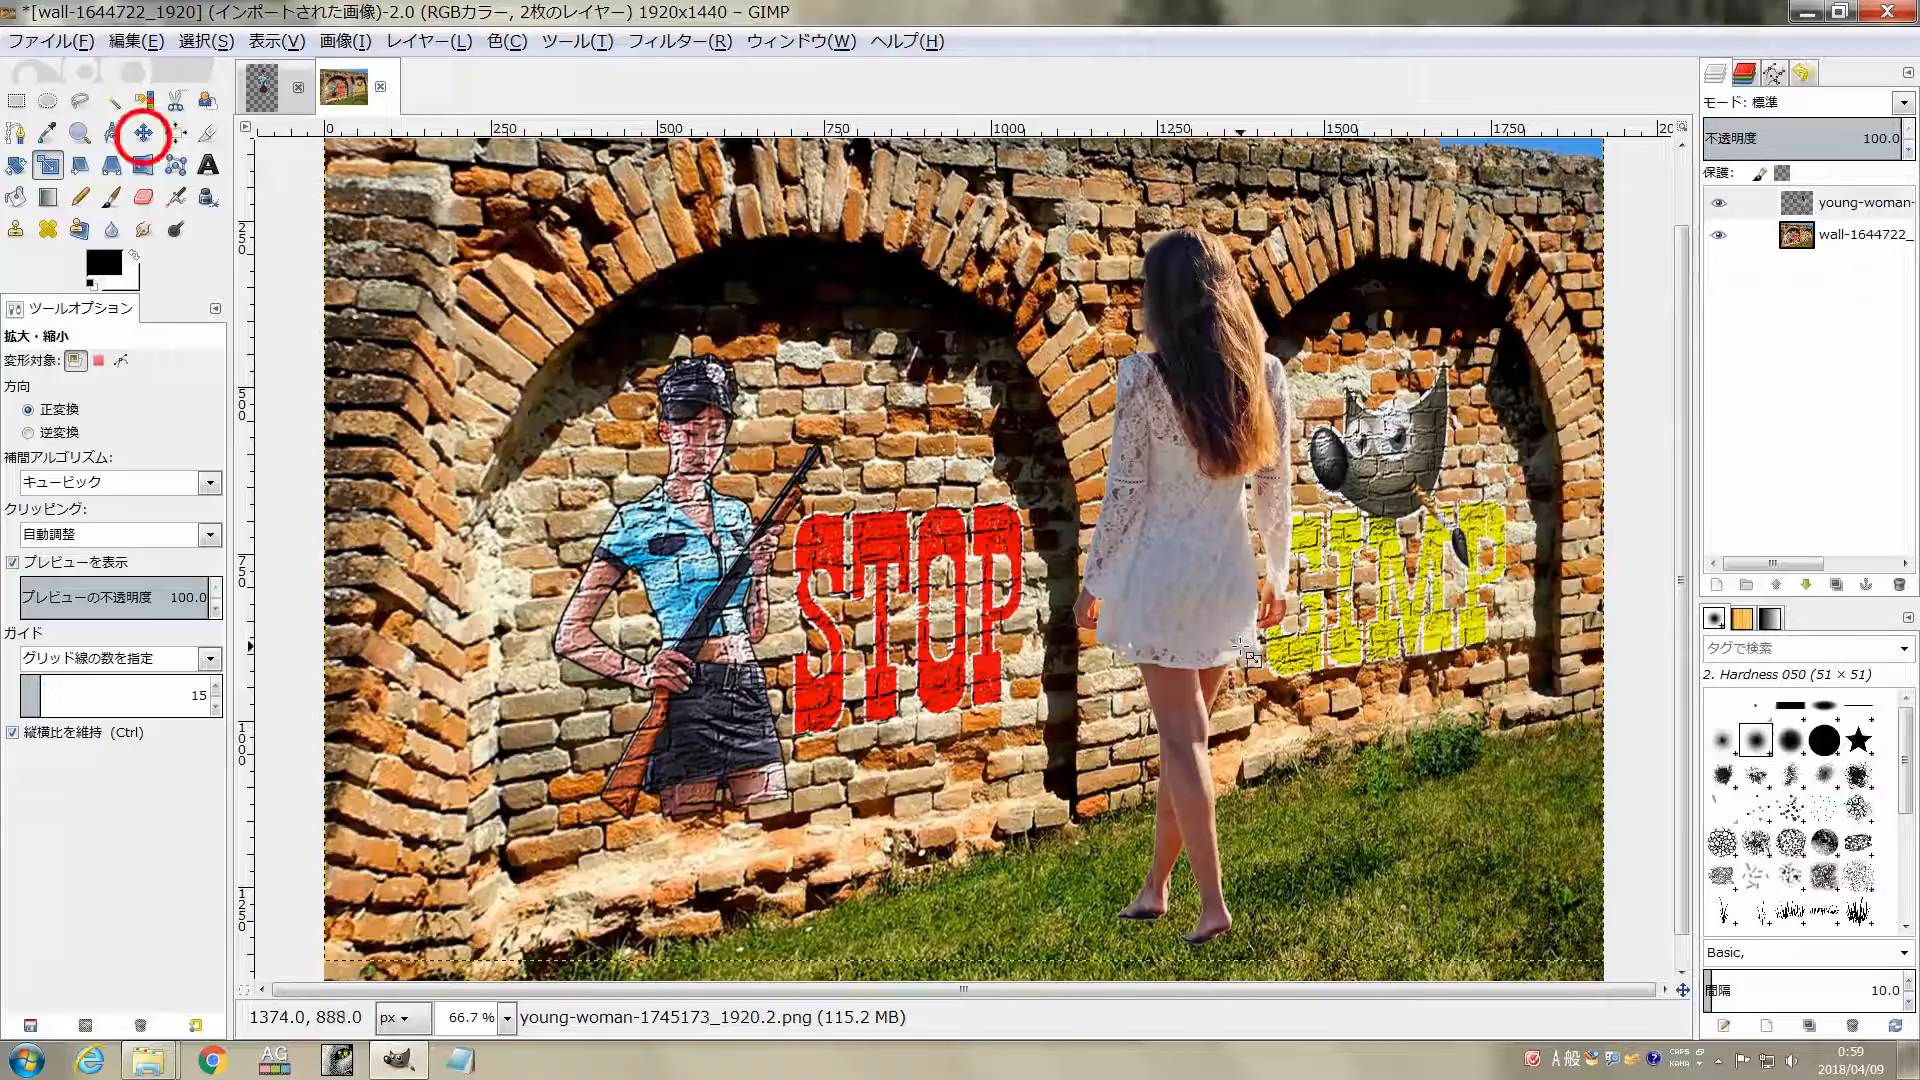 *[wall-1644722_1920] (インポートされた画像)-2.0 (RGBカラー, 2枚のレイヤー) 1920x1440 – GIMP
ファイル(F) 編集(E) 選択(S) 表示(V) 画像(I) レイヤー(L) 色(C) ツール(T) フィルター(R) ウィンドウ(W) ヘルプ(H)
0 250 500 750 1000 1250 1500 1750
250
500
750
1000
1250
ツールオプション
拡大・縮小
変形対象:
方向
正変換
逆変換
補間アルゴリズム:
キュービック
クリッピング:
自動調整
プレビューを表示
プレビューの不透明度 100.0
ガイド
グリッド線の数を指定
15
縦横比を維持 (Ctrl)
STOP
GIMP
モード: 標準
不透明度 100.0
保護:
young-woman-
wall-1644722_
タグで検索
2. Hardness 050 (51 × 51)
Basic,
間隔 10.0
1374.0, 888.0 px 66.7 % young-woman-1745173_1920.2.png (115.2 MB)
AG
A 般
CAPS
KANA
0:59
2018/04/09